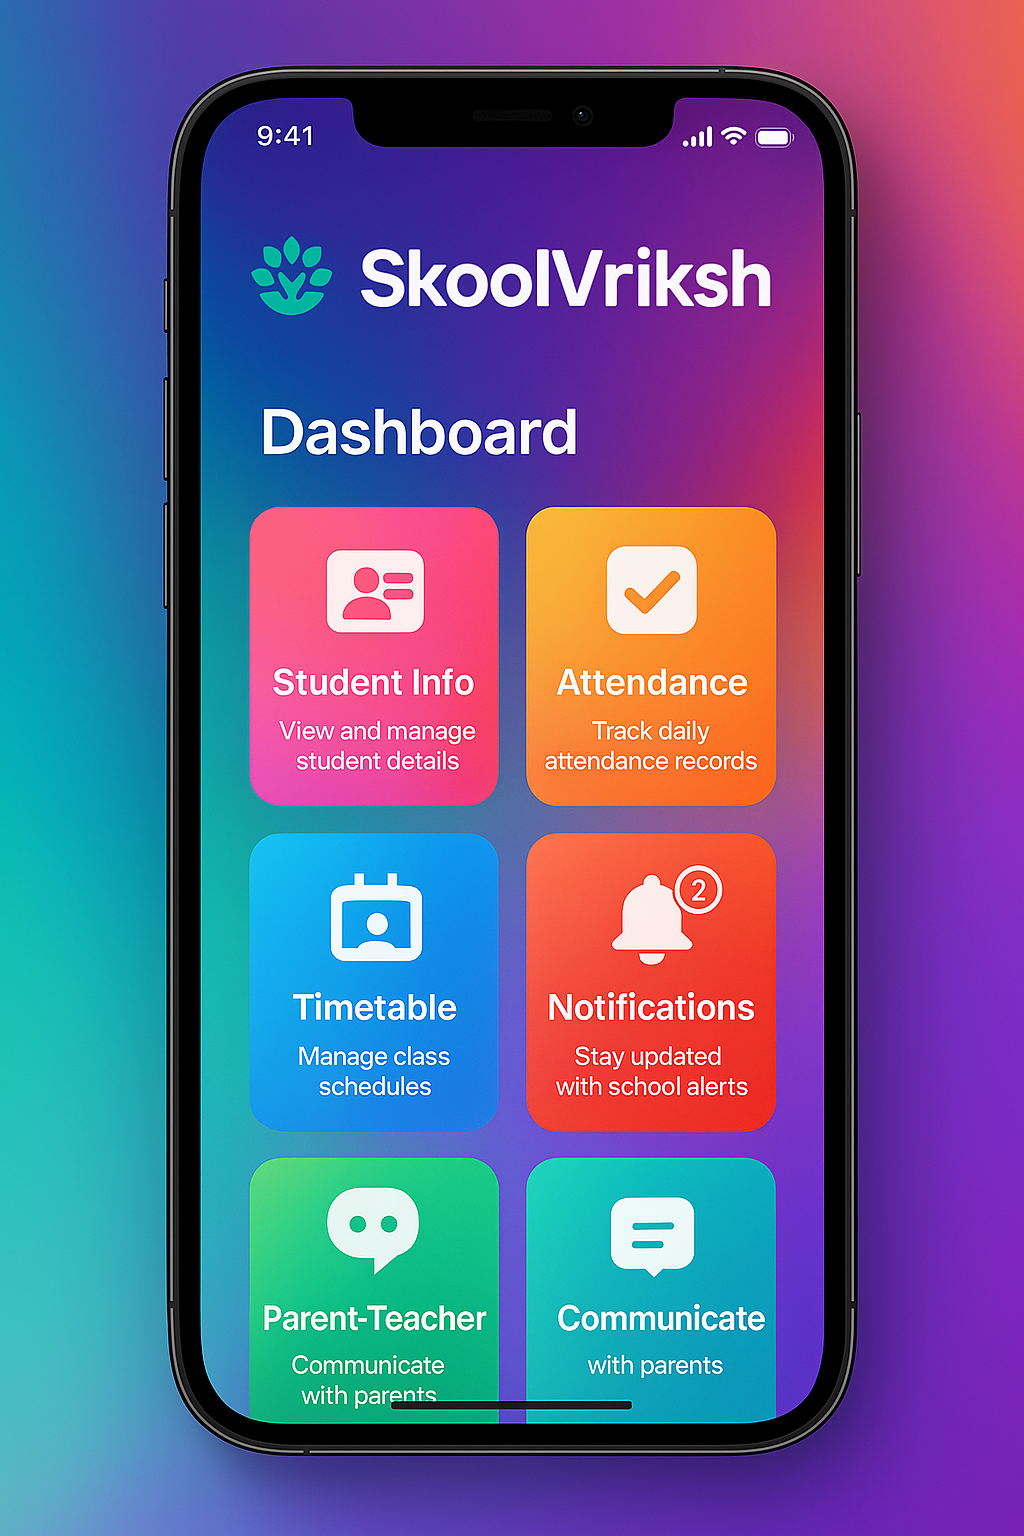 9:41
SkoolVriksh
Dashboard
Student Info
View and manage
student details
Attendance
Track daily
attendance records
Timetable
Manage class
schedules
2
Notifications
Stay updated
with school alerts
Parent-Teacher
Communicate
with parents
Communicate
with parents